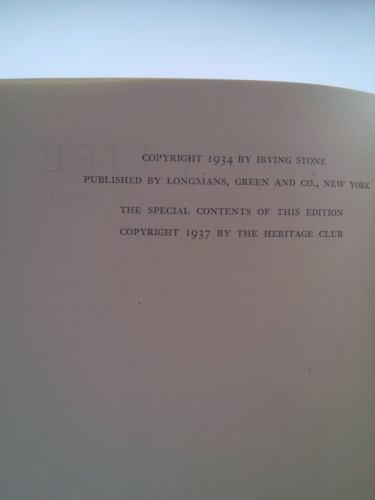 COPYRIGHT 1934 BY IRVING STONE
PUBLISHED BY LONGMANS, GREEN AND CO., NEW YORK
THE SPECIAL CONTENTS OF THIS EDITION
COPYRIGHT 1937 BY THE HERITAGE CLUB